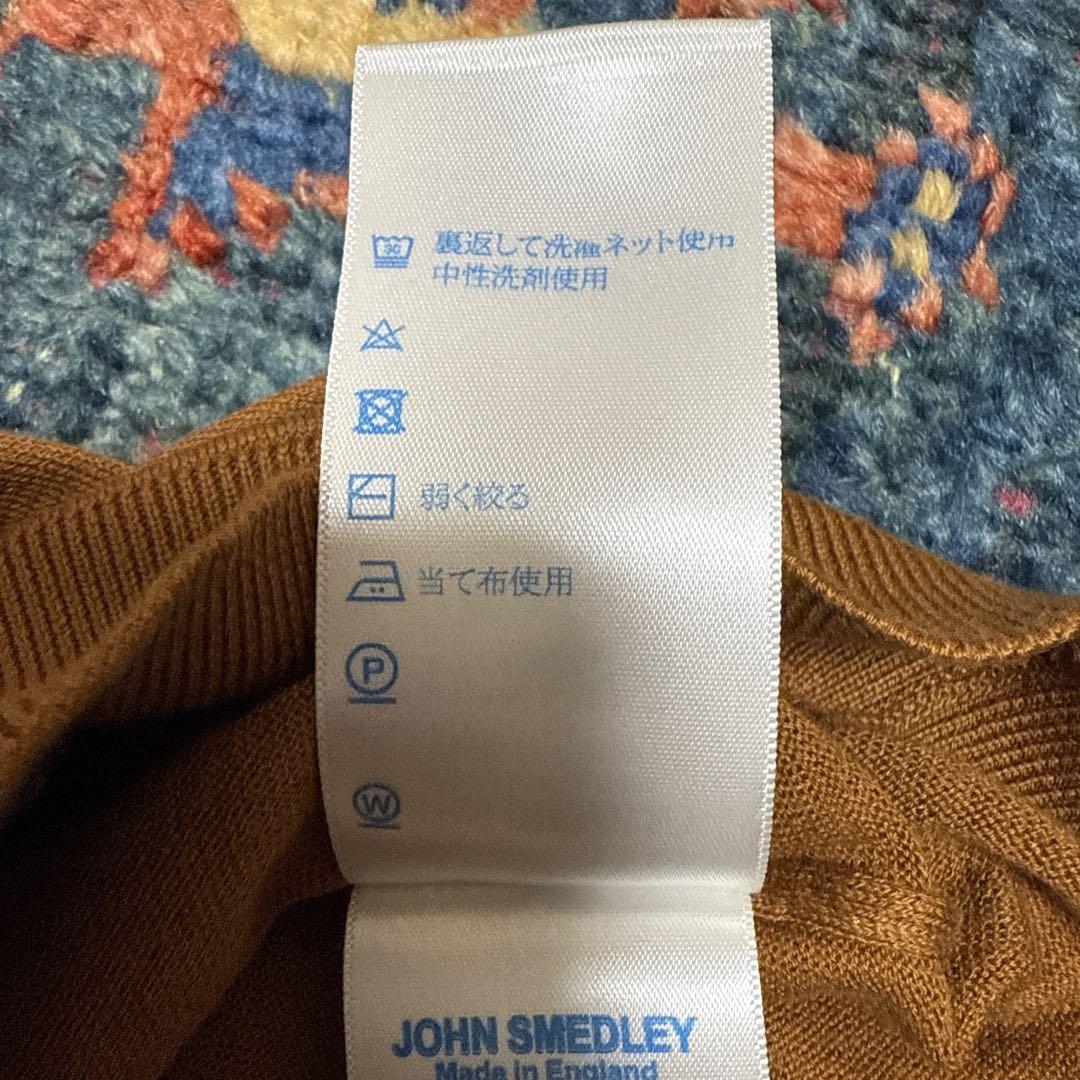 30
裏返して洗濯ネット使用
中性洗剤使用
弱く絞る
当て布使用
P
W
JOHN SMEDLEY
Made in England